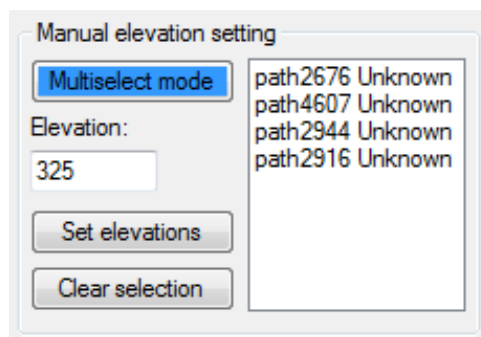 Manual elevation setting
Multiselect mode
Elevation:
325
Set elevations
Clear selection
path2676 Unknown
path4607 Unknown
path2944 Unknown
path2916 Unknown